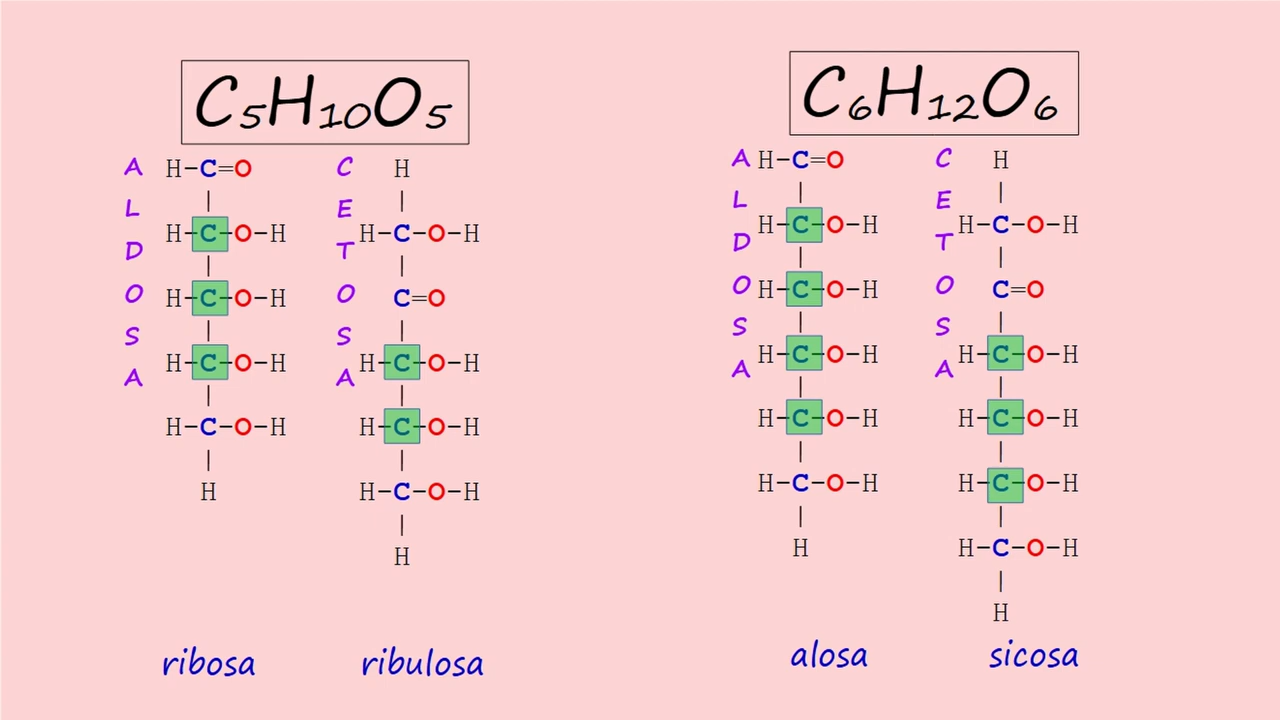 C₅H₁₀O₅
ALDOSA
H-C=O
|
H-C-O-H
|
H-C-O-H
|
H-C-O-H
|
H-C-O-H
|
H
ribosa
CETOSA
H
|
H-C-O-H
|
C=O
|
H-C-O-H
|
H-C-O-H
|
H-C-O-H
|
H
ribulosa
C₆H₁₂O₆
ALDOSA
H-C=O
|
H-C-O-H
|
H-C-O-H
|
H-C-O-H
|
H-C-O-H
|
H-C-O-H
|
H
alosa
CETOSA
H
|
H-C-O-H
|
C=O
|
H-C-O-H
|
H-C-O-H
|
H-C-O-H
|
H-C-O-H
|
H
sicosa